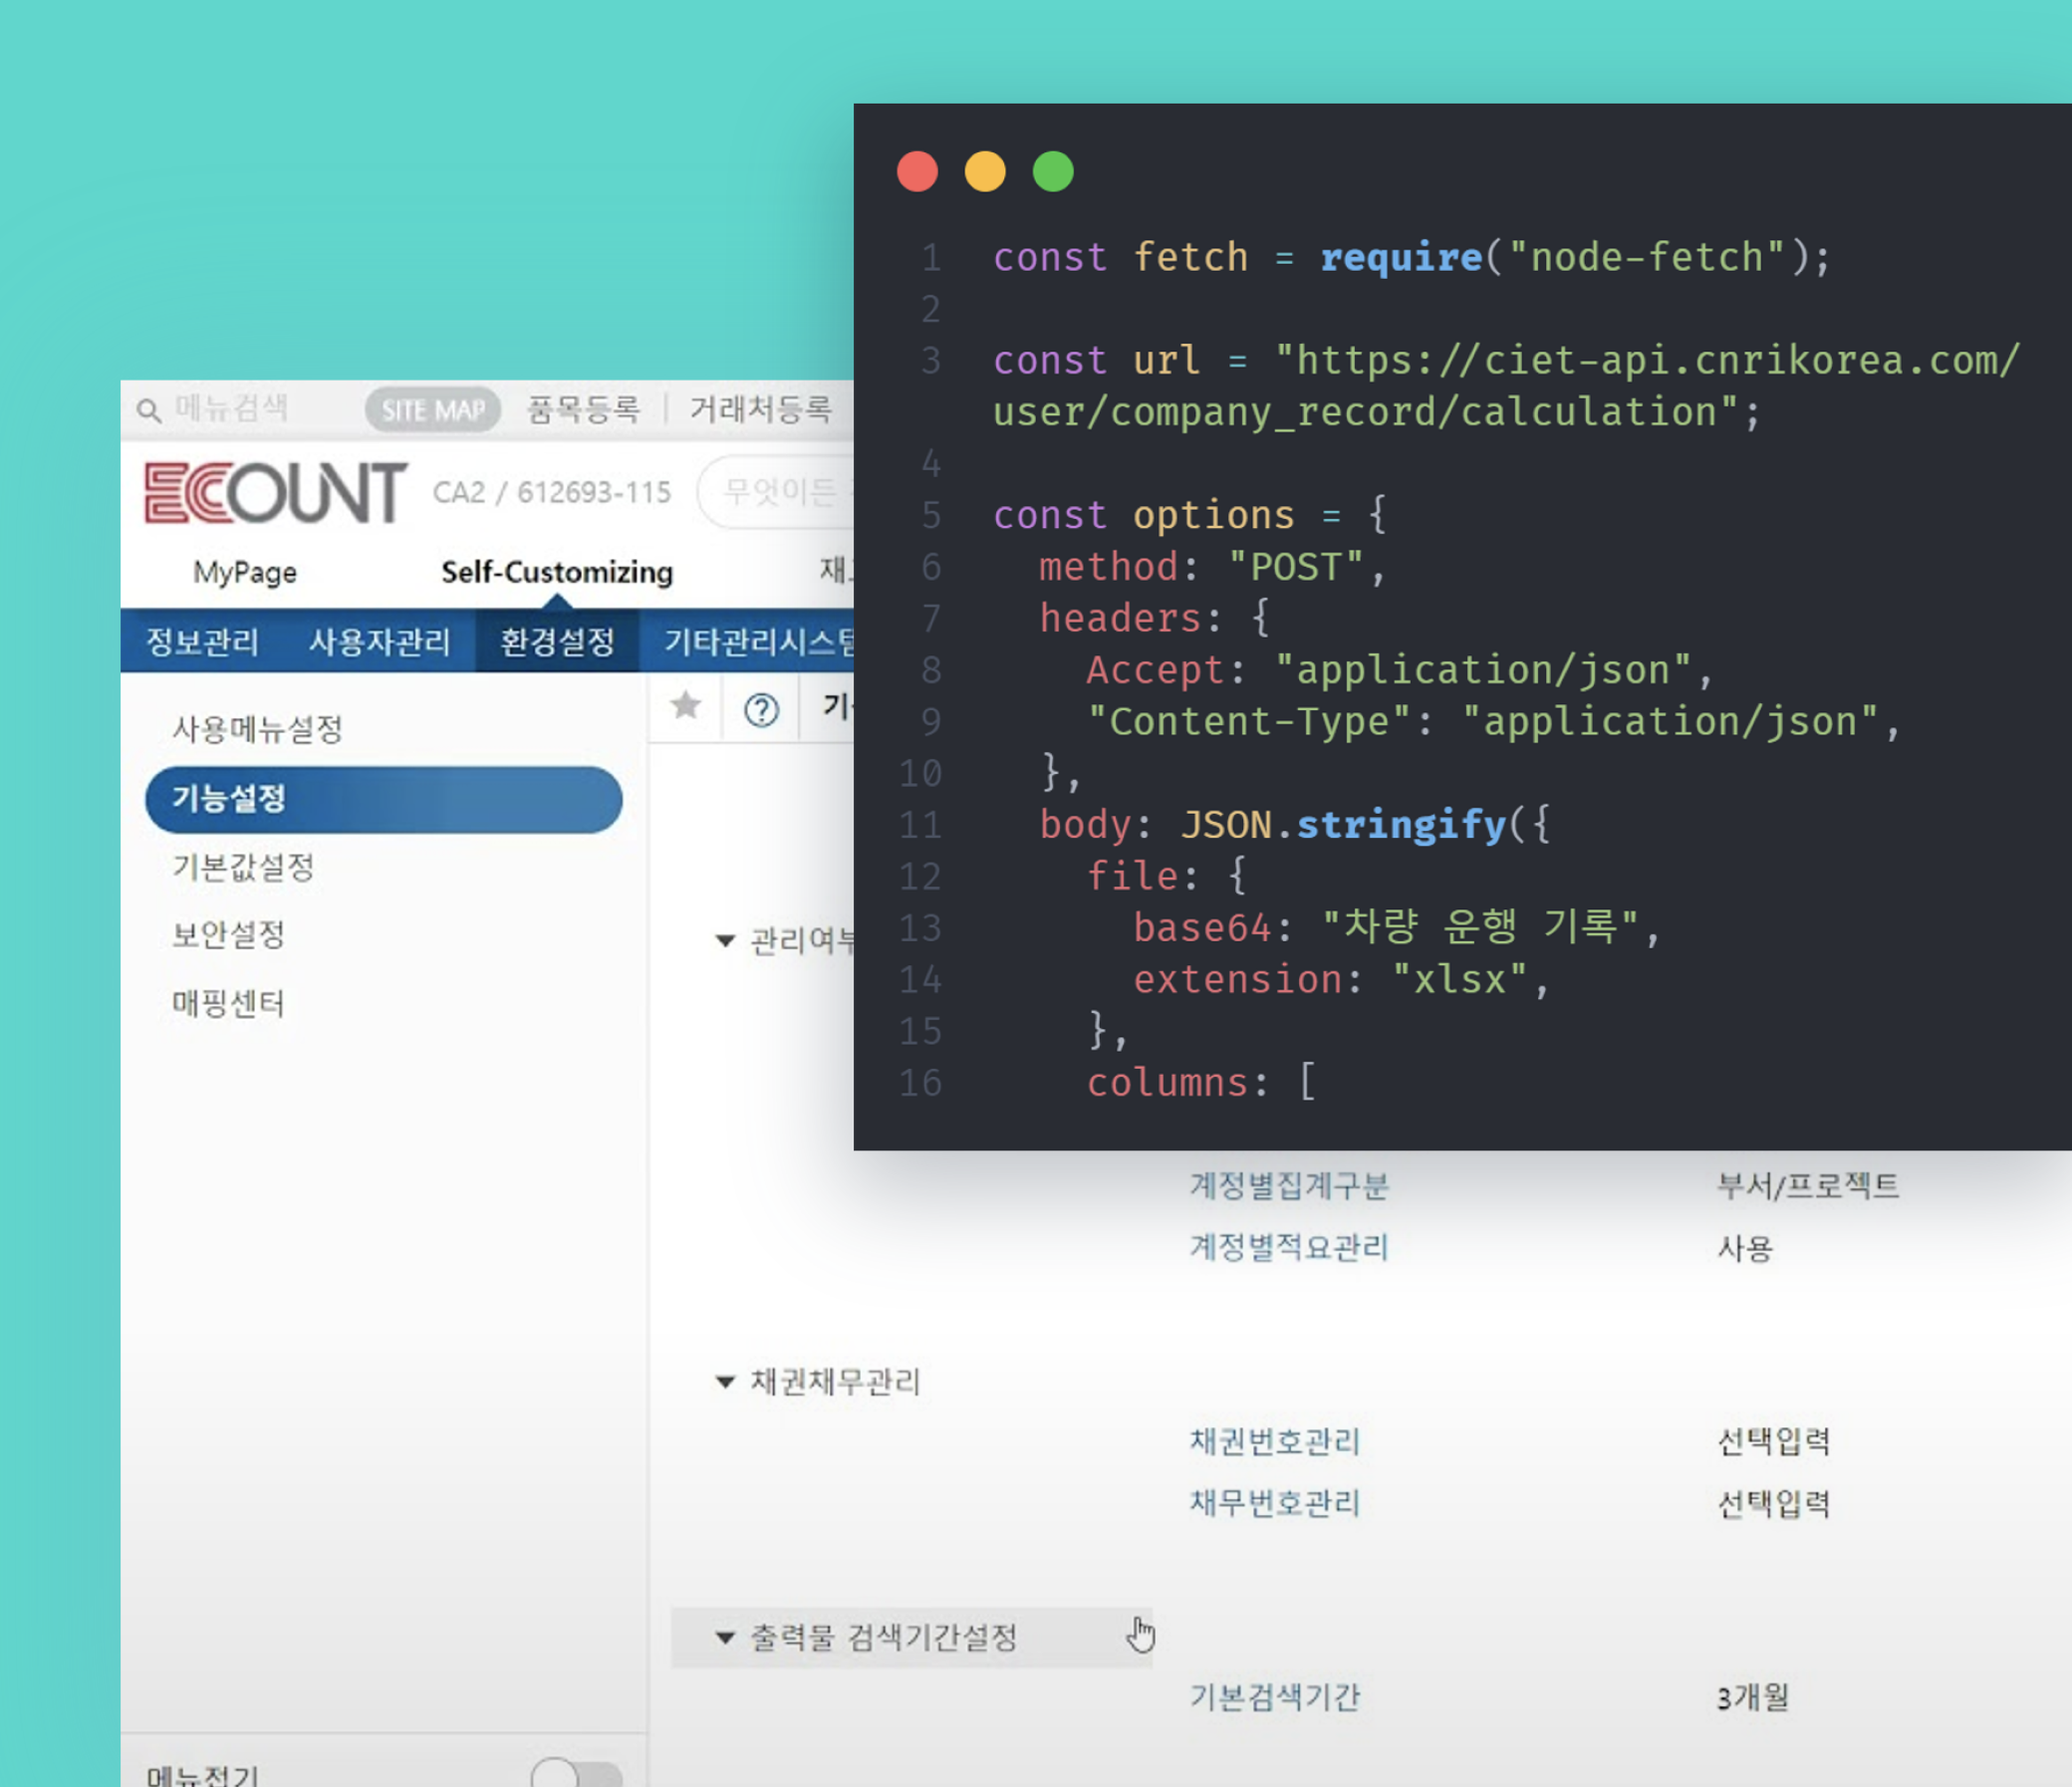 메뉴검색 SITE MAP 품목등록 | 거래처등록
ECOUNT CA2 / 612693-115 무엇이든
MyPage Self-Customizing
정보관리 사용자관리 환경설정 기타관리시스템
사용메뉴설정
기능설정
기본값설정
보안설정
매핑센터
메뉴접기
1 const fetch = require("node-fetch");
2
3 const url = "https://ciet-api.cnrikorea.com/
user/company_record/calculation";
4
5 const options = {
6 method: "POST",
7 headers: {
8 Accept: "application/json",
9 "Content-Type": "application/json",
10 },
11 body: JSON.stringify({
12 file: {
13 base64: "차량 운행 기록",
14 extension: "xlsx",
15 },
16 columns: [
▼ 관리여부
계정별집계구분 부서/프로젝트
계정별적요관리 사용
▼ 채권채무관리
채권번호관리 선택입력
채무번호관리 선택입력
▼ 출력물 검색기간설정
기본검색기간 3개월